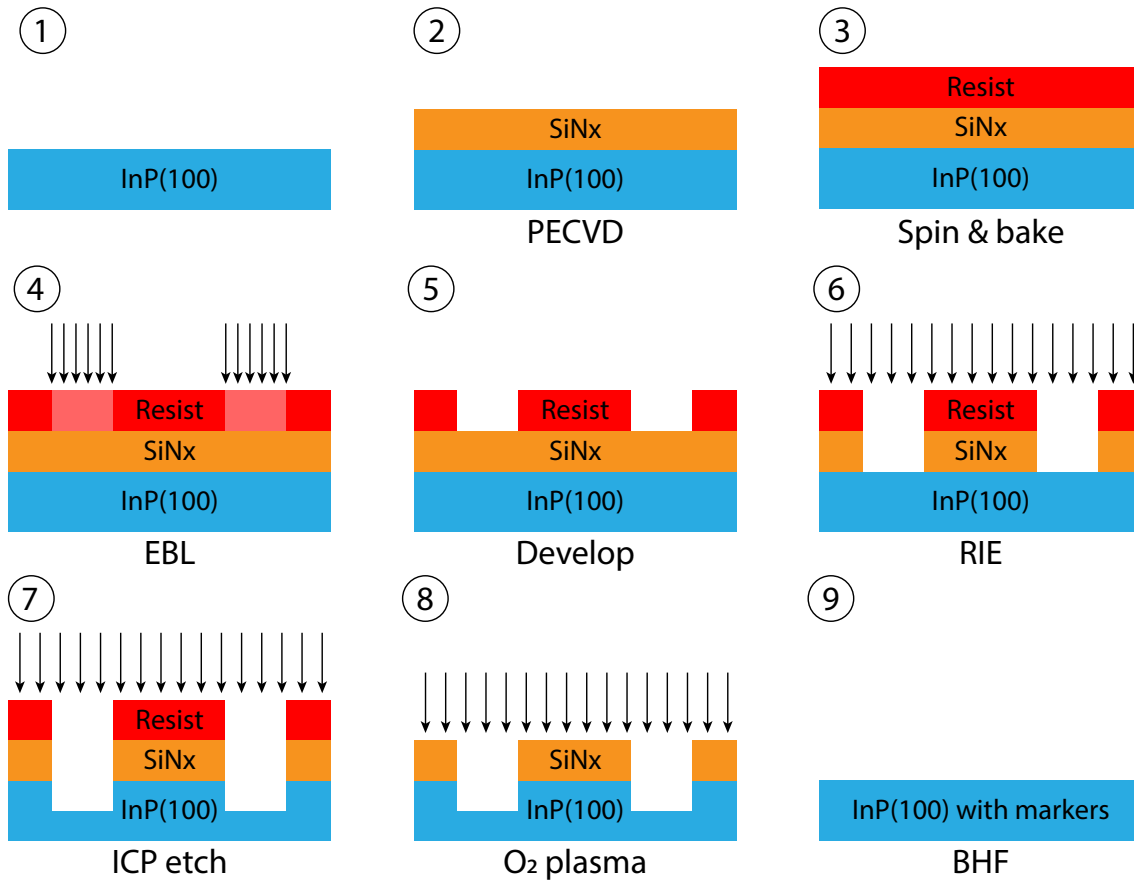 1
2
3
InP(100)
SiNx
InP(100)
PECVD
Resist
SiNx
InP(100)
Spin & bake
4
5
6
Resist
SiNx
InP(100)
EBL
Resist
SiNx
InP(100)
Develop
Resist
SiNx
InP(100)
RIE
7
8
9
Resist
SiNx
InP(100)
ICP etch
SiNx
InP(100)
O₂ plasma
InP(100) with markers
BHF